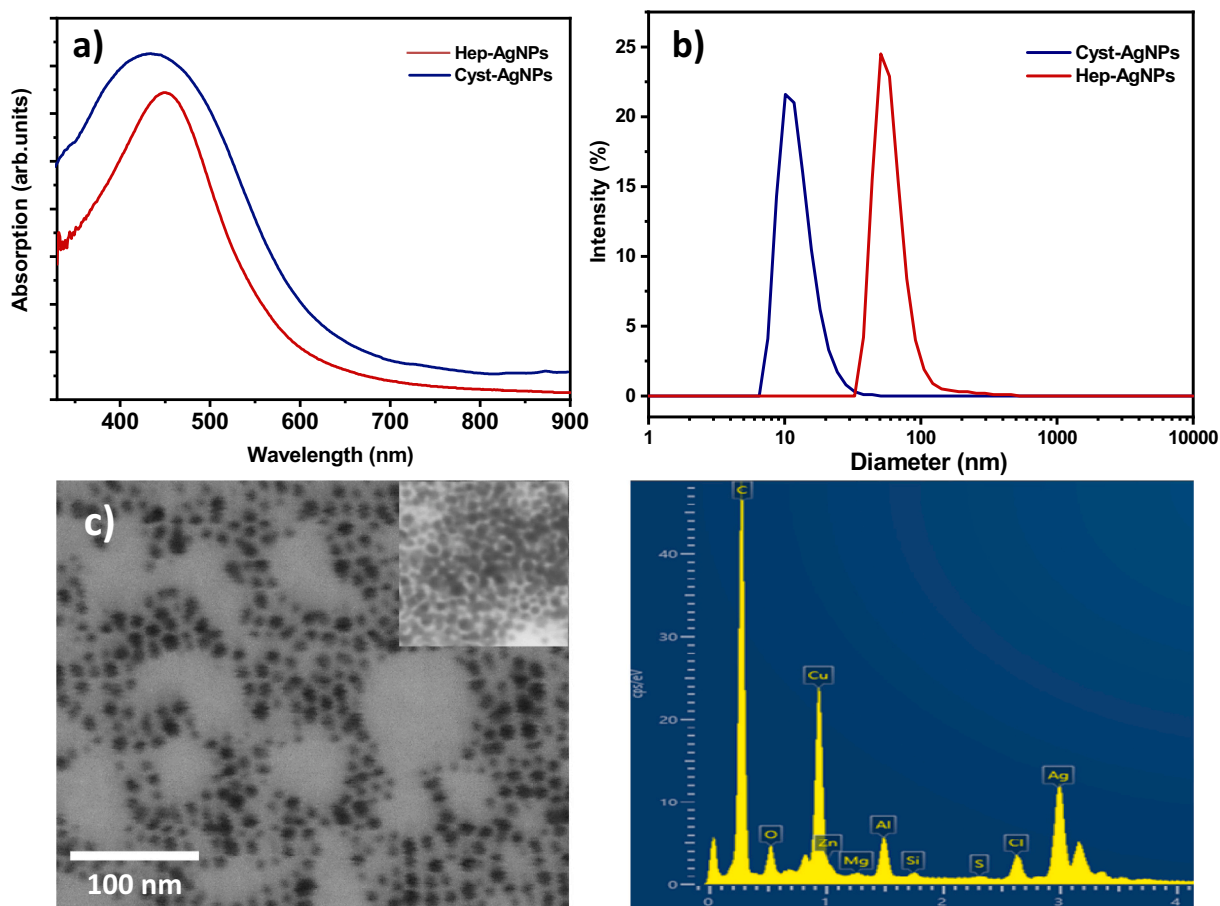 a)
Hep-AgNPs
Cyst-AgNPs
Absorption (arb.units)
400 500 600 700 800 900
Wavelength (nm)
b)
Cyst-AgNPs
Hep-AgNPs
Intensity (%)
25
20
15
10
5
0
1 10 100 1000 10000
Diameter (nm)
c)
100 nm
cps/eV
40
30
20
10
0
C
Cu
Ag
O
Zn
Mg
Al
Si
S
Cl
0 1 2 3 4